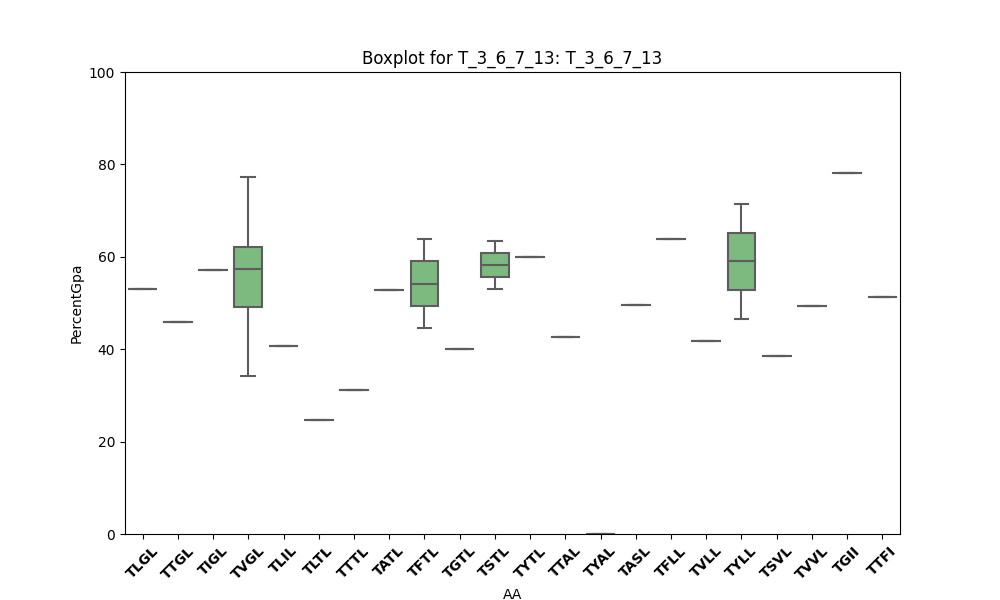 Boxplot for T_3_6_7_13: T_3_6_7_13
100
80
60
40
20
0
PercentGpa
TLGL TTGL TIGL TVGL TLIL TLTL TTTL TATL TFTL TGTL TSTL TYTL TTAL TYAL TASL TFLL TVLL TYLL TSVL TVVL TGII TTFI
AA